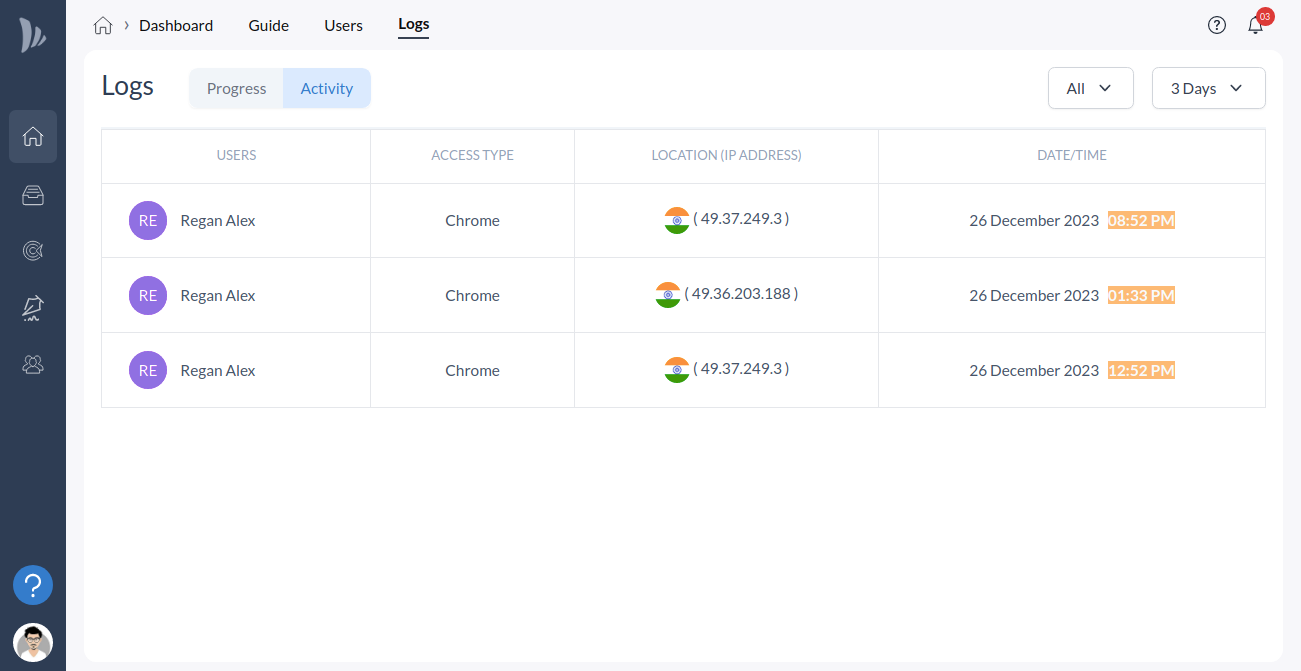 Dashboard Guide Users Logs 03
Logs Progress Activity All 3 Days
USERS ACCESS TYPE LOCATION (IP ADDRESS) DATE/TIME
RE Regan Alex Chrome ( 49.37.249.3 ) 26 December 2023 08:52 PM
RE Regan Alex Chrome ( 49.36.203.188 ) 26 December 2023 01:33 PM
RE Regan Alex Chrome ( 49.37.249.3 ) 26 December 2023 12:52 PM